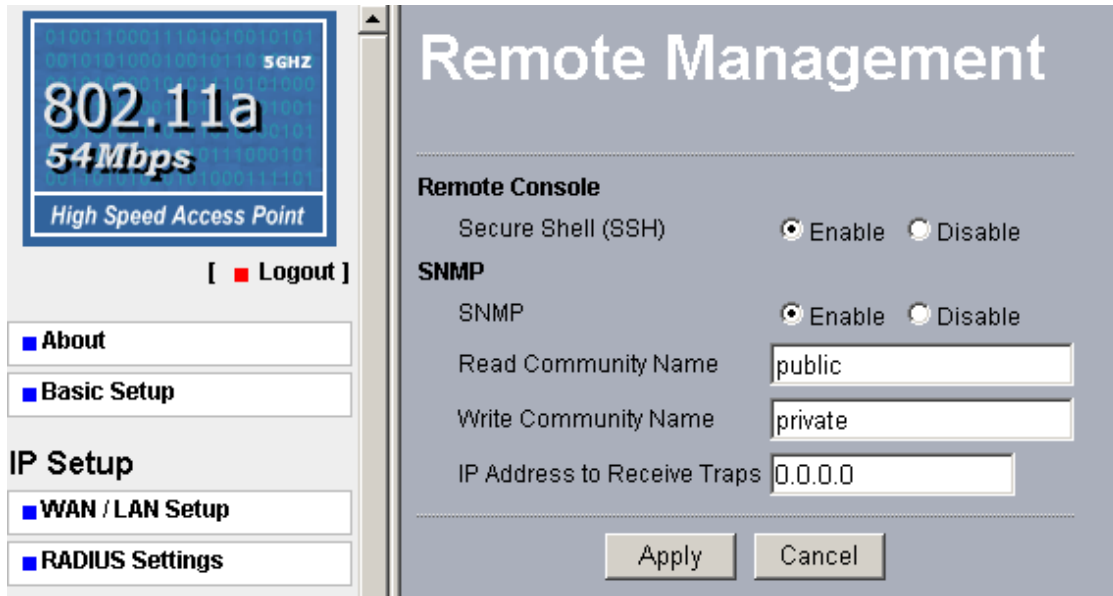 5GHZ
802.11a
54Mbps
High Speed Access Point
[ Logout ]
About
Basic Setup
IP Setup
WAN / LAN Setup
RADIUS Settings
Remote Management
Remote Console
Secure Shell (SSH) Enable Disable
SNMP
SNMP Enable Disable
Read Community Name public
Write Community Name private
IP Address to Receive Traps 0.0.0.0
Apply Cancel